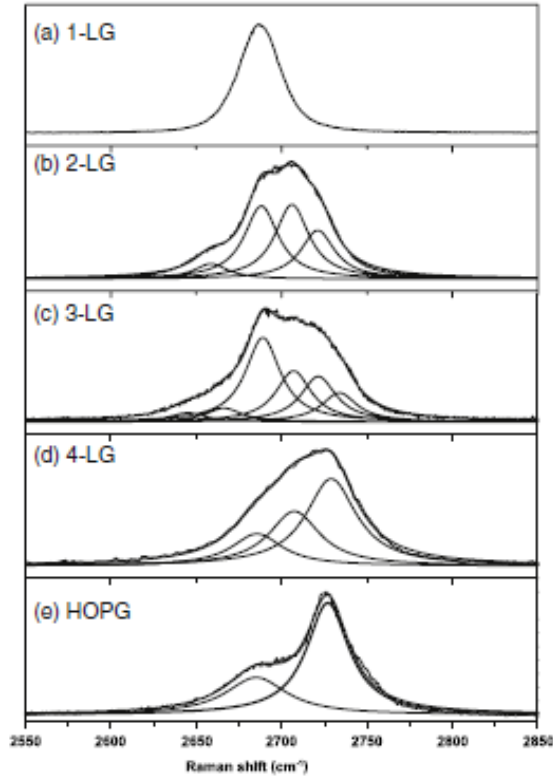 (a) 1-LG
(b) 2-LG
(c) 3-LG
(d) 4-LG
(e) HOPG
2550 2600 2650 2700 2750 2800 2850
Raman shift (cm⁻¹)